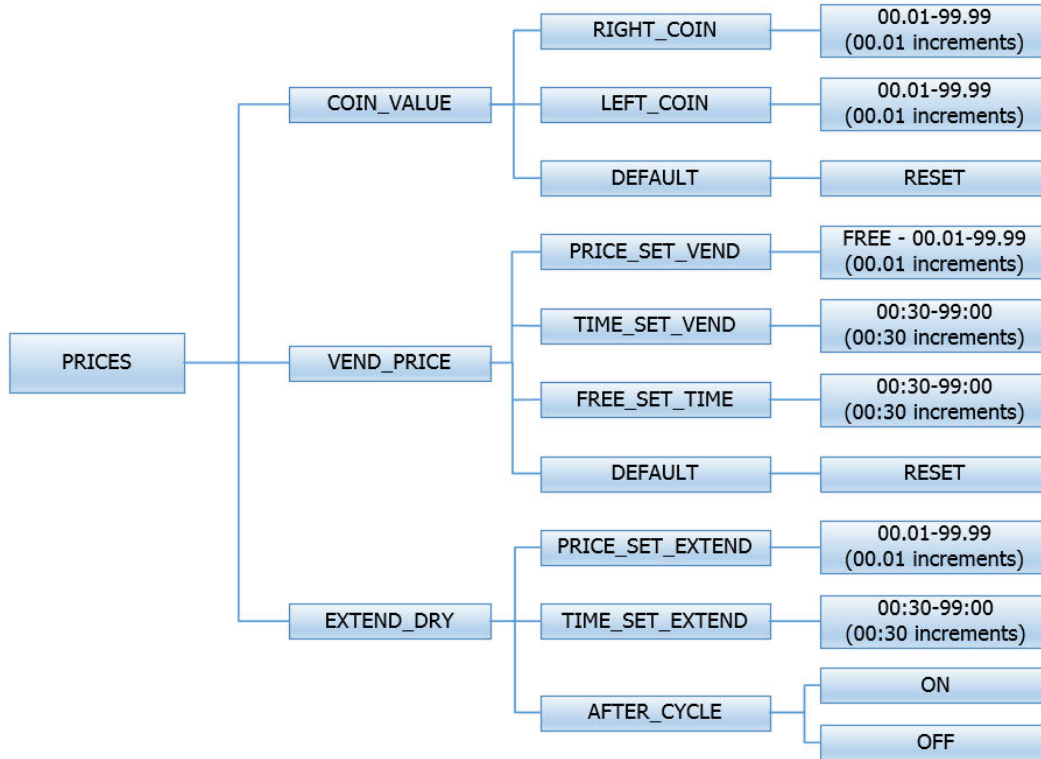 RIGHT_COIN
00.01-99.99
(00.01 increments)
COIN_VALUE
LEFT_COIN
00.01-99.99
(00.01 increments)
DEFAULT
RESET
PRICE_SET_VEND
FREE - 00.01-99.99
(00.01 increments)
TIME_SET_VEND
00:30-99:00
(00:30 increments)
PRICES
VEND_PRICE
FREE_SET_TIME
00:30-99:00
(00:30 increments)
DEFAULT
RESET
PRICE_SET_EXTEND
00.01-99.99
(00.01 increments)
EXTEND_DRY
TIME_SET_EXTEND
00:30-99:00
(00:30 increments)
AFTER_CYCLE
ON
OFF